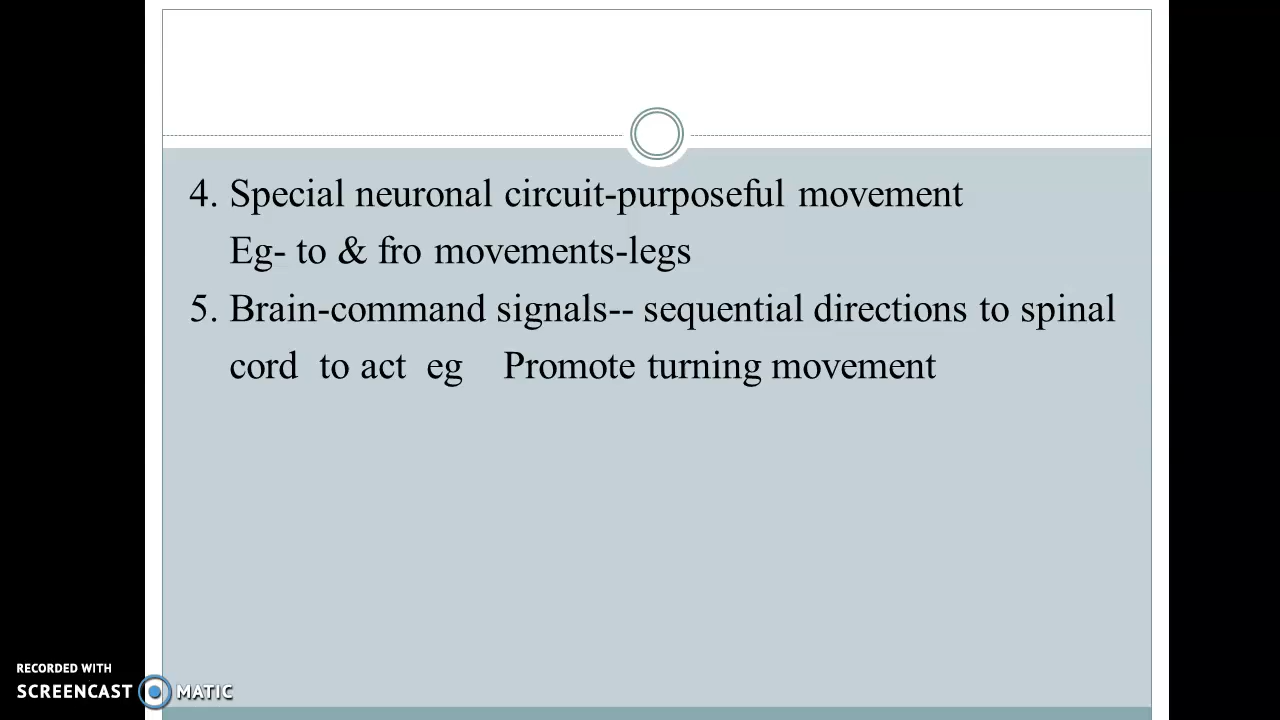 4. Special neuronal circuit-purposeful movement
Eg- to & fro movements-legs
5. Brain-command signals-- sequential directions to spinal
cord to act eg Promote turning movement
RECORDED WITH
SCREENCAST MATIC